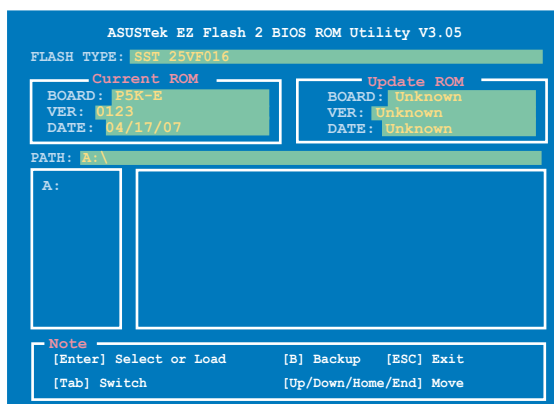 ASUSTek EZ Flash 2 BIOS ROM Utility V3.05
FLASH TYPE: SST 25VF016
Current ROM
BOARD: P5K-E
VER: 0123
DATE: 04/17/07
Update ROM
BOARD: Unknown
VER: Unknown
DATE: Unknown
PATH: A:\
A:
Note
[Enter] Select or Load [B] Backup [ESC] Exit
[Tab] Switch [Up/Down/Home/End] Move